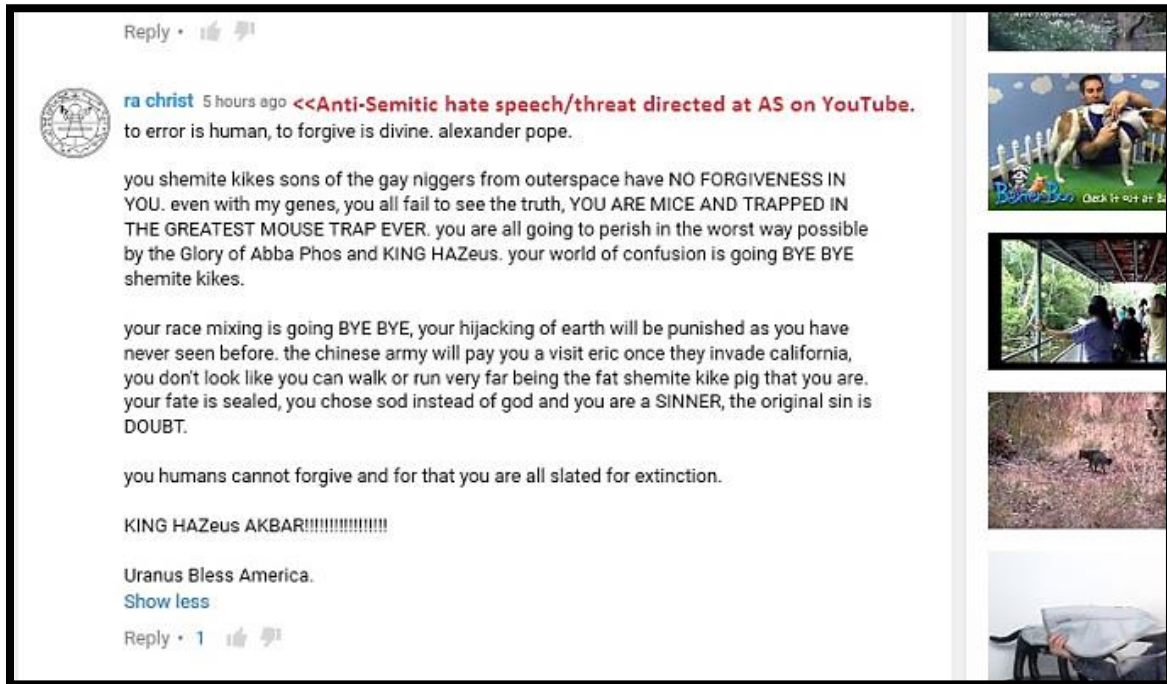 Reply •
ra christ 5 hours ago <<Anti-Semitic hate speech/threat directed at AS on YouTube.
to error is human, to forgive is divine. alexander pope.
you shemite kikes sons of the gay niggers from outerspace have NO FORGIVENESS IN
YOU. even with my genes, you all fail to see the truth, YOU ARE MICE AND TRAPPED IN
THE GREATEST MOUSE TRAP EVER. you are all going to perish in the worst way possible
by the Glory of Abba Phos and KING HAZeus. your world of confusion is going BYE BYE
shemite kikes.
your race mixing is going BYE BYE, your hijacking of earth will be punished as you have
never seen before. the chinese army will pay you a visit eric once they invade california,
you don't look like you can walk or run very far being the fat shemite kike pig that you are.
your fate is sealed, you chose sod instead of god and you are a SINNER, the original sin is
DOUBT.
you humans cannot forgive and for that you are all slated for extinction.
KING HAZeus AKBAR!!!!!!!!!!!!!!!!!
Uranus Bless America.
Show less
Reply • 1
Check it out at